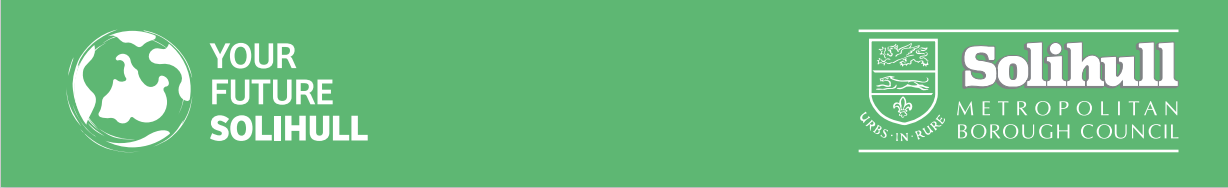 YOUR
FUTURE
SOLIHULL
Solihull
METROPOLITAN
BOROUGH COUNCIL
URBS·IN·RURE